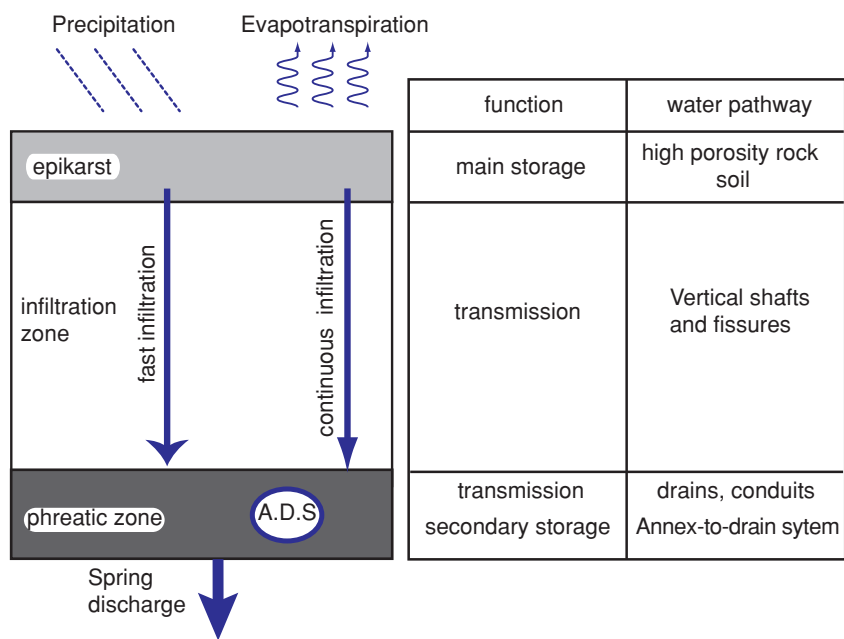 Precipitation
Evapotranspiration
function
water pathway
epikarst
main storage
high porosity rock
soil
infiltration
zone
fast infiltration
continuous infiltration
transmission
Vertical shafts
and fissures
phreatic zone
A.D.S
transmission
drains, conduits
secondary storage
Annex-to-drain sytem
Spring
discharge